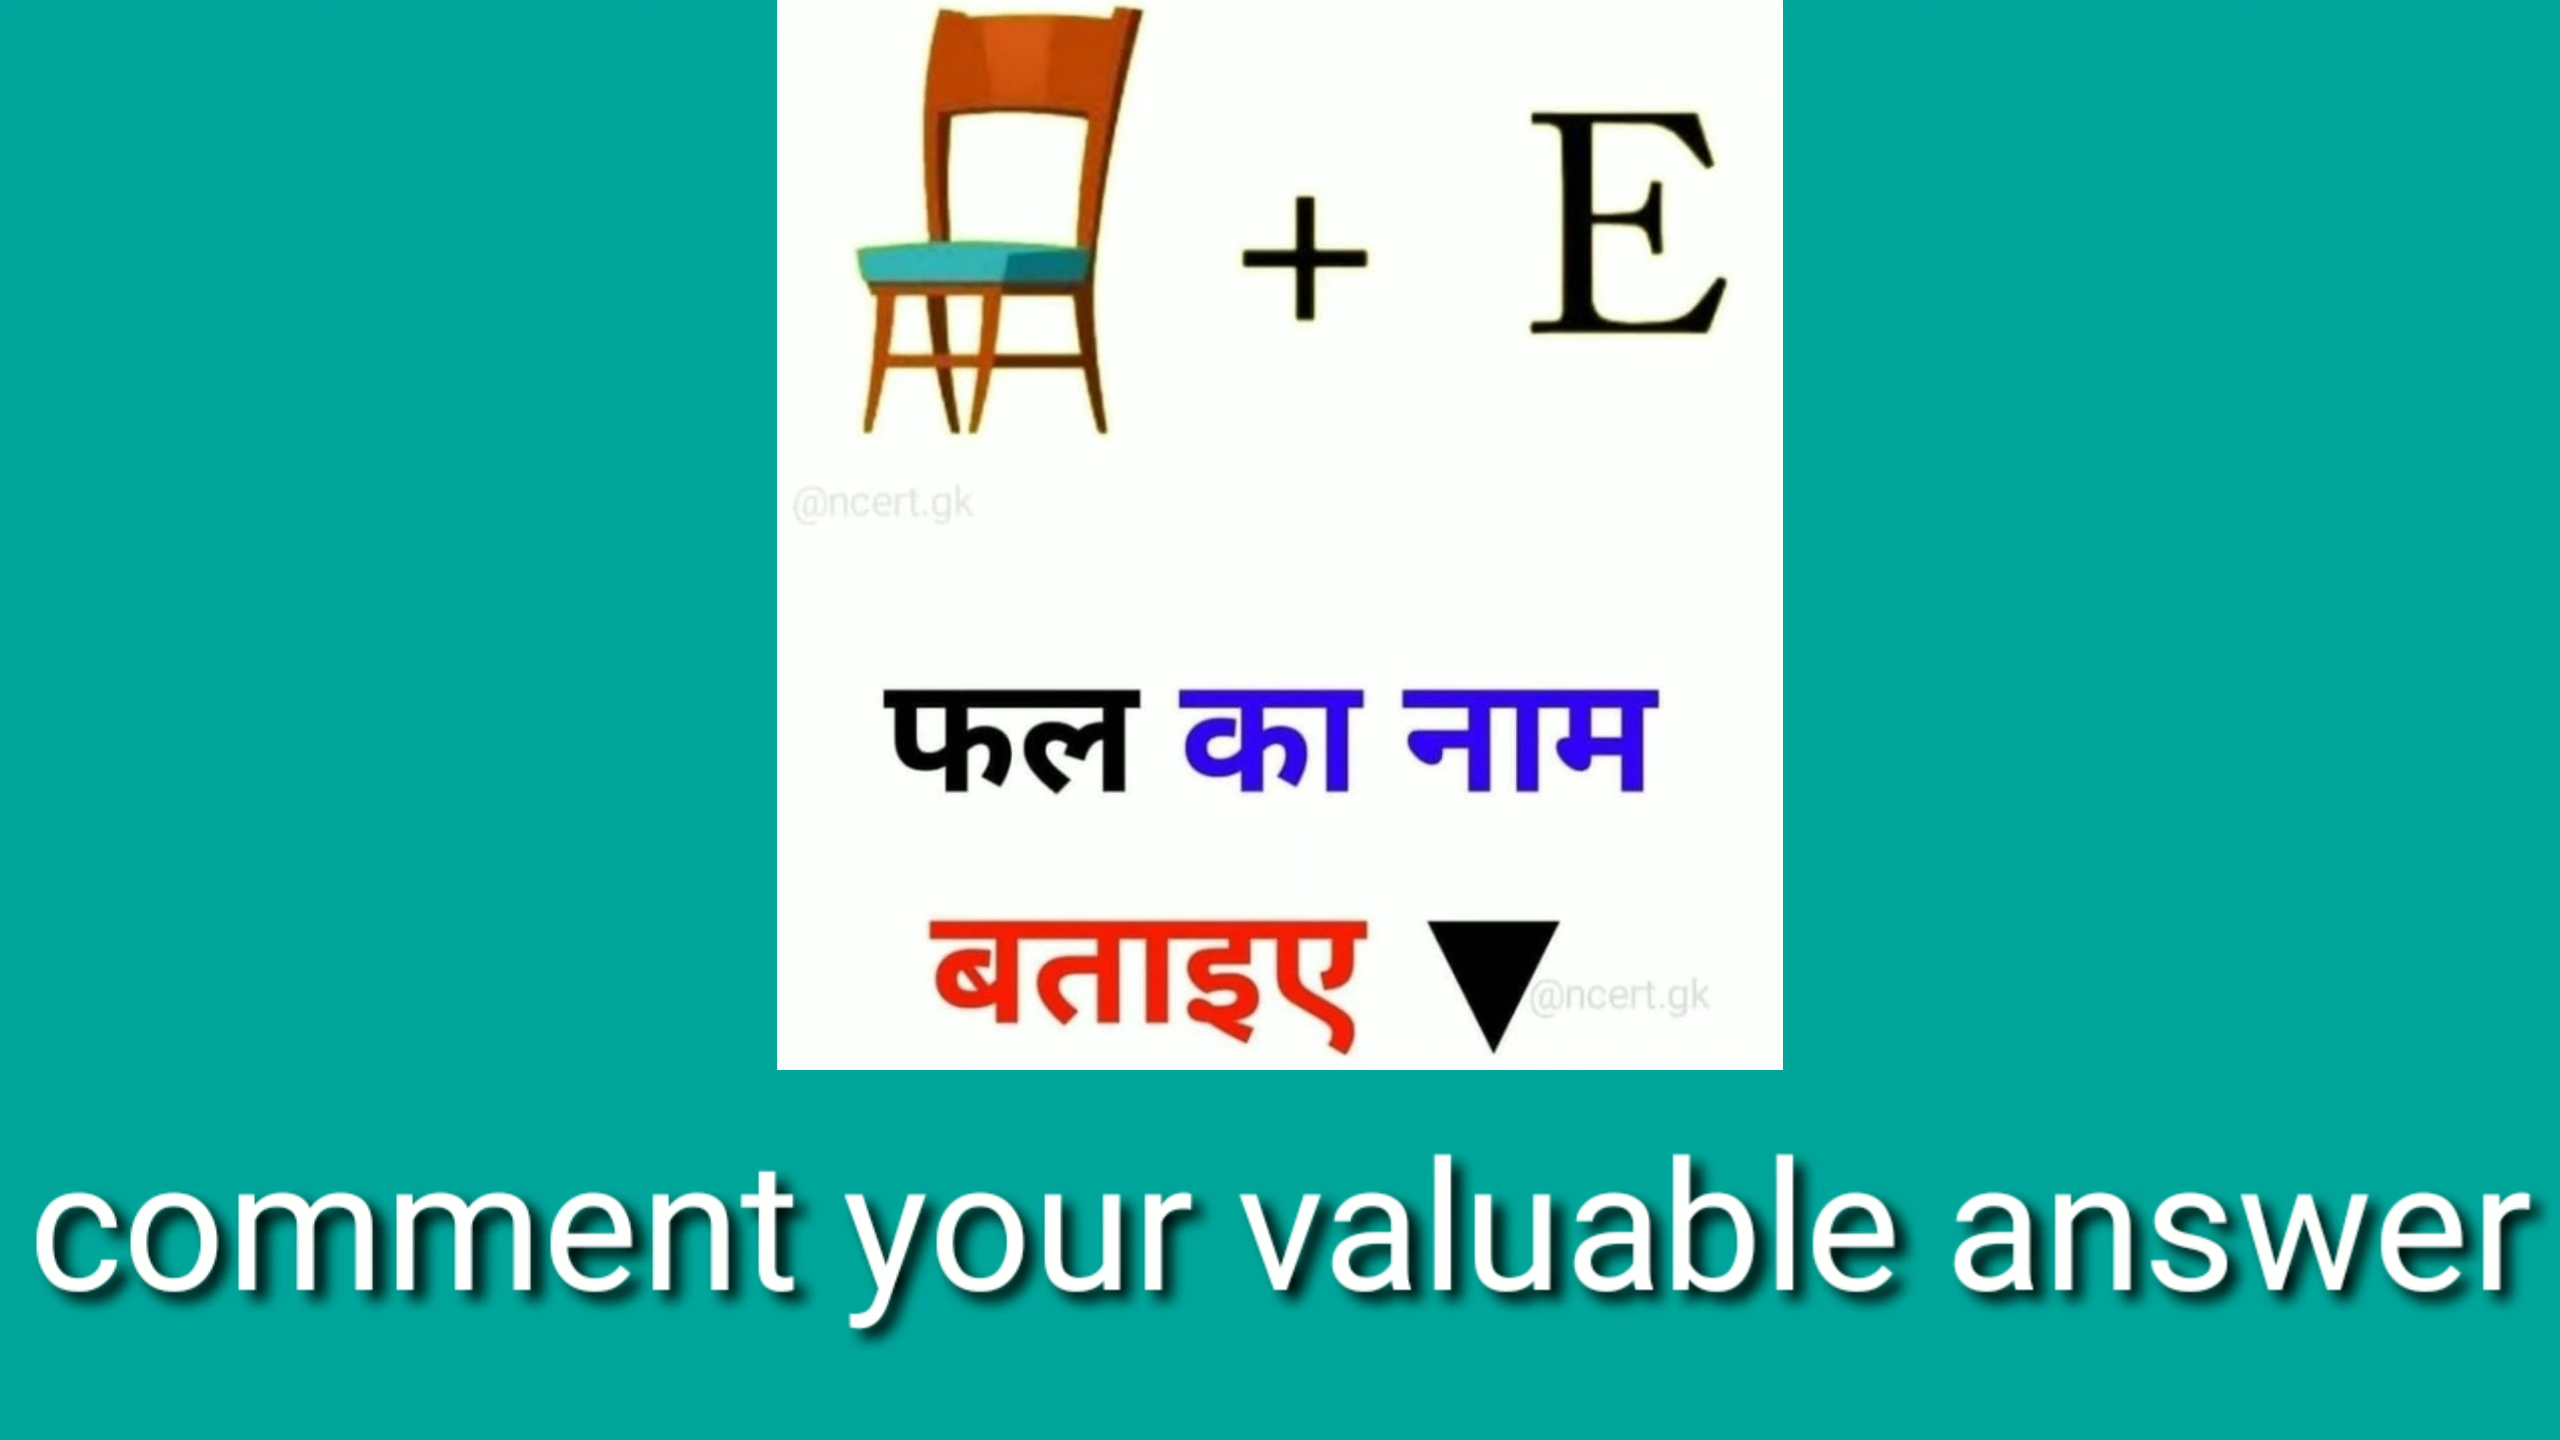 + E
@ncert.gk
फल का नाम
बताइए ▼
@ncert.gk
comment your valuable answer